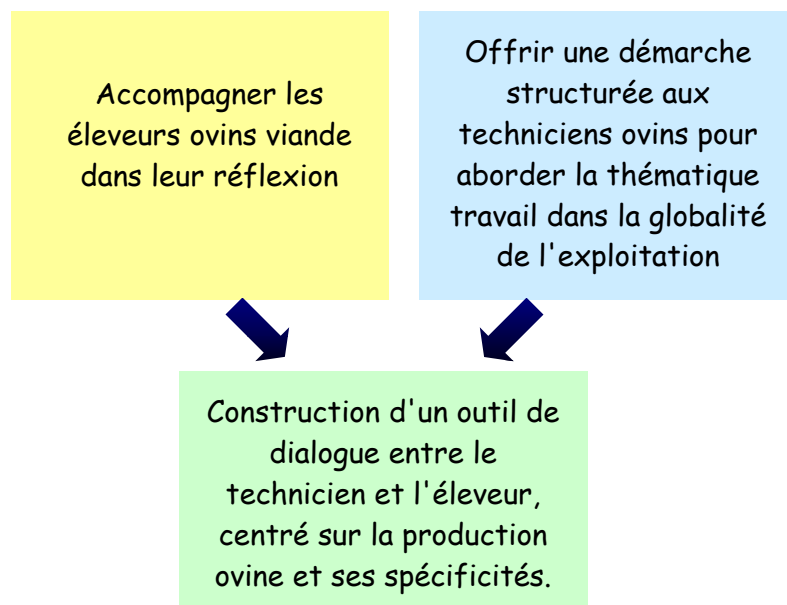 Accompagner les
éleveurs ovins viande
dans leur réflexion
Offrir une démarche
structurée aux
techniciens ovins pour
aborder la thématique
travail dans la globalité
de l'exploitation
Construction d'un outil de
dialogue entre le
technicien et l'éleveur,
centré sur la production
ovine et ses spécificités.